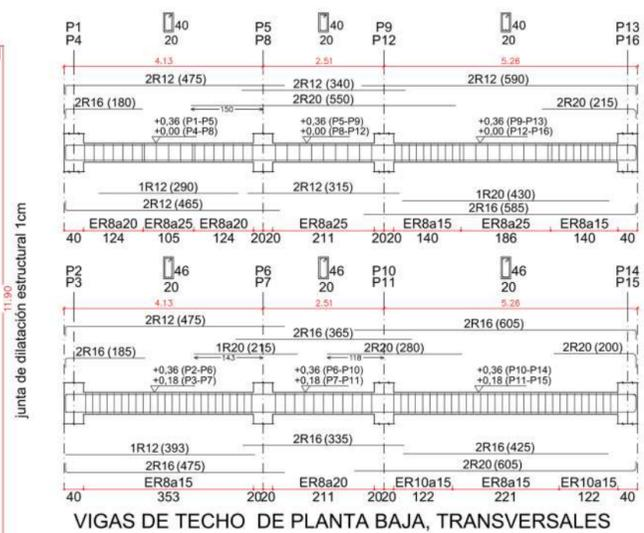 40 40 40
P1 P5 P9 P13
P4 20 P8 20 P12 20 P16
4.13 2.51 5.26
2R12 (475) 2R12 (340) 2R12 (590)
2R16 (180) 150 2R20 (550) 2R20 (215)
+0,36 (P1-P5) +0,36 (P5-P9) +0,36 (P9-P13)
+0,00 (P4-P8) +0,00 (P8-P12) +0,00 (P12-P16)
1R12 (290) 2R12 (315) 1R20 (430)
2R12 (465) 2R16 (585)
ER8a20 ER8a25 ER8a20 ER8a25 ER8a15 ER8a25 ER8a15
40 124 105 124 2020 211 2020 140 186 140 40
46 46 46
P2 P6 P10 P14
P3 20 P7 20 P11 20 P15
4.13 2.51 5.26
2R12 (475) 2R16 (605)
2R16 (365)
2R16 (185) 1R20 (215) 2R20 (280) 2R20 (200)
143 118
+0,36 (P2-P6) +0,36 (P6-P10) +0,36 (P10-P14)
+0,18 (P3-P7) +0,18 (P7-P11) +0,18 (P11-P15)
1R12 (393) 2R16 (335) 2R16 (425)
2R16 (475) 2R20 (605)
ER8a15 ER8a20 ER10a15 ER8a15 ER10a15
40 353 2020 211 2020 122 221 122 40
VIGAS DE TECHO DE PLANTA BAJA, TRANSVERSALES
11.90
junta de dilatación estructural 1cm